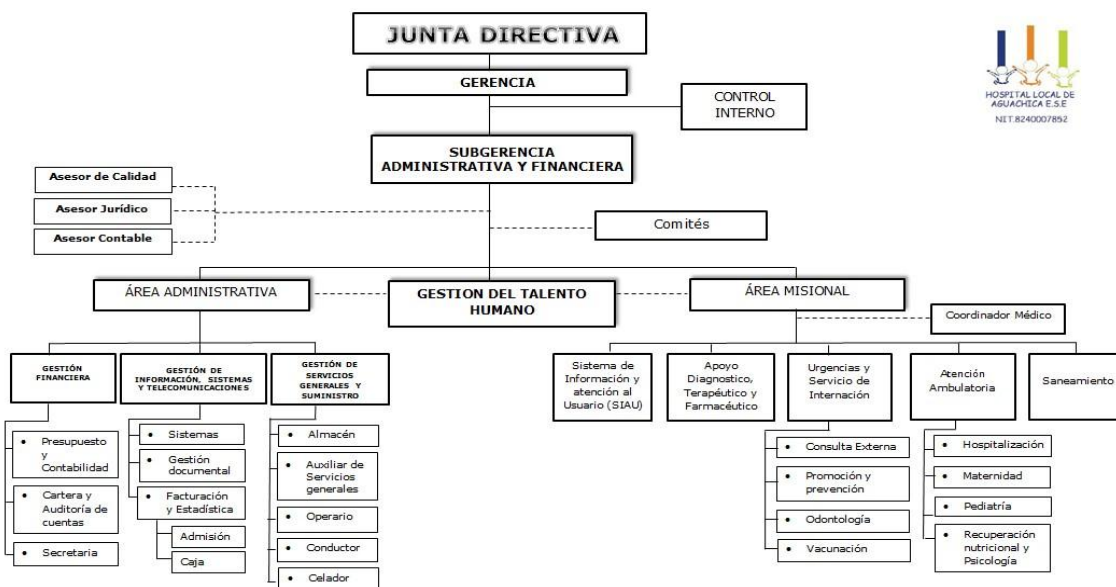 JUNTA DIRECTIVA
GERENCIA
CONTROL
INTERNO
HOSPITAL LOCAL DE
AGUACHICA E.S.E
NIT.8240007852
SUBGERENCIA
ADMINISTRATIVA Y FINANCIERA
Asesor de Calidad
Asesor Jurídico
Asesor Contable
Comités
ÁREA ADMINISTRATIVA
GESTION DEL TALENTO
HUMANO
ÁREA MISIONAL
Coordinador Médico
GESTIÓN
FINANCIERA
GESTIÓN DE
INFORMACIÓN, SISTEMAS
Y TELECOMUNICACIONES
GESTIÓN DE
SERVICIOS
GENERALES Y
SUMINISTRO
Sistema de
Información y
atención al
Usuario (SIAU)
Apoyo
Diagnostico,
Terapéutico y
Farmacéutico
Urgencias y
Servicio de
Internación
Atención
Ambulatoria
Saneamiento
• Presupuesto
y
Contabilidad
• Cartera y
Auditoría de
cuentas
• Secretaria
• Sistemas
• Gestión
documental
• Facturación
y Estadística
Admisión
Caja
• Almacén
• Auxiliar de
Servicios
generales
• Operario
• Conductor
• Celador
• Consulta Externa
• Promoción y
prevención
• Odontología
• Vacunación
• Hospitalización
• Maternidad
• Pediatría
• Recuperación
nutricional y
Psicología